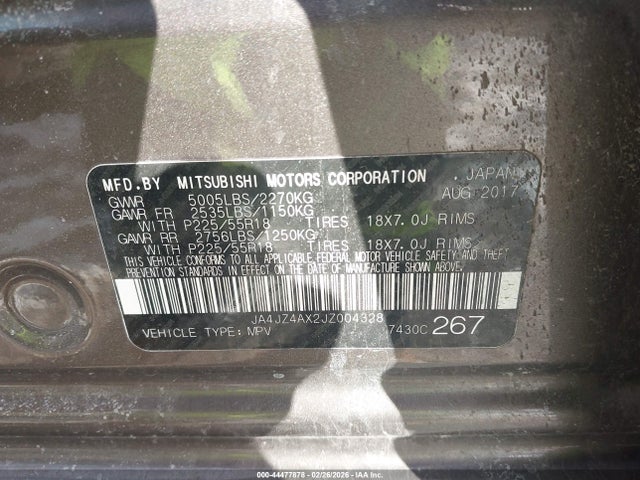 MFD.BY MITSUBISHI MOTORS CORPORATION , JAPAN
GVWR 5005LBS/2270KG AUG 2017
GAWR FR 2535LBS/1150KG
WITH P225/55R18 TIRES 18X7.0J RIMS
GAWR RR 2756LBS/1250KG
WITH P225/55R18 TIRES 18X7.0J RIMS
THIS VEHICLE CONFORMS TO ALL APPLICABLE FEDERAL MOTOR VEHICLE SAFETY AND THEFT
PREVENTION STANDARDS IN EFFECT ON THE DATE OF MANUFACTURE SHOWN ABOVE.
JA4JZ4AX2JZ004328
VEHICLE TYPE: MPV 7430C 267
000-44477878 - 02/26/2026 - IAA Inc.